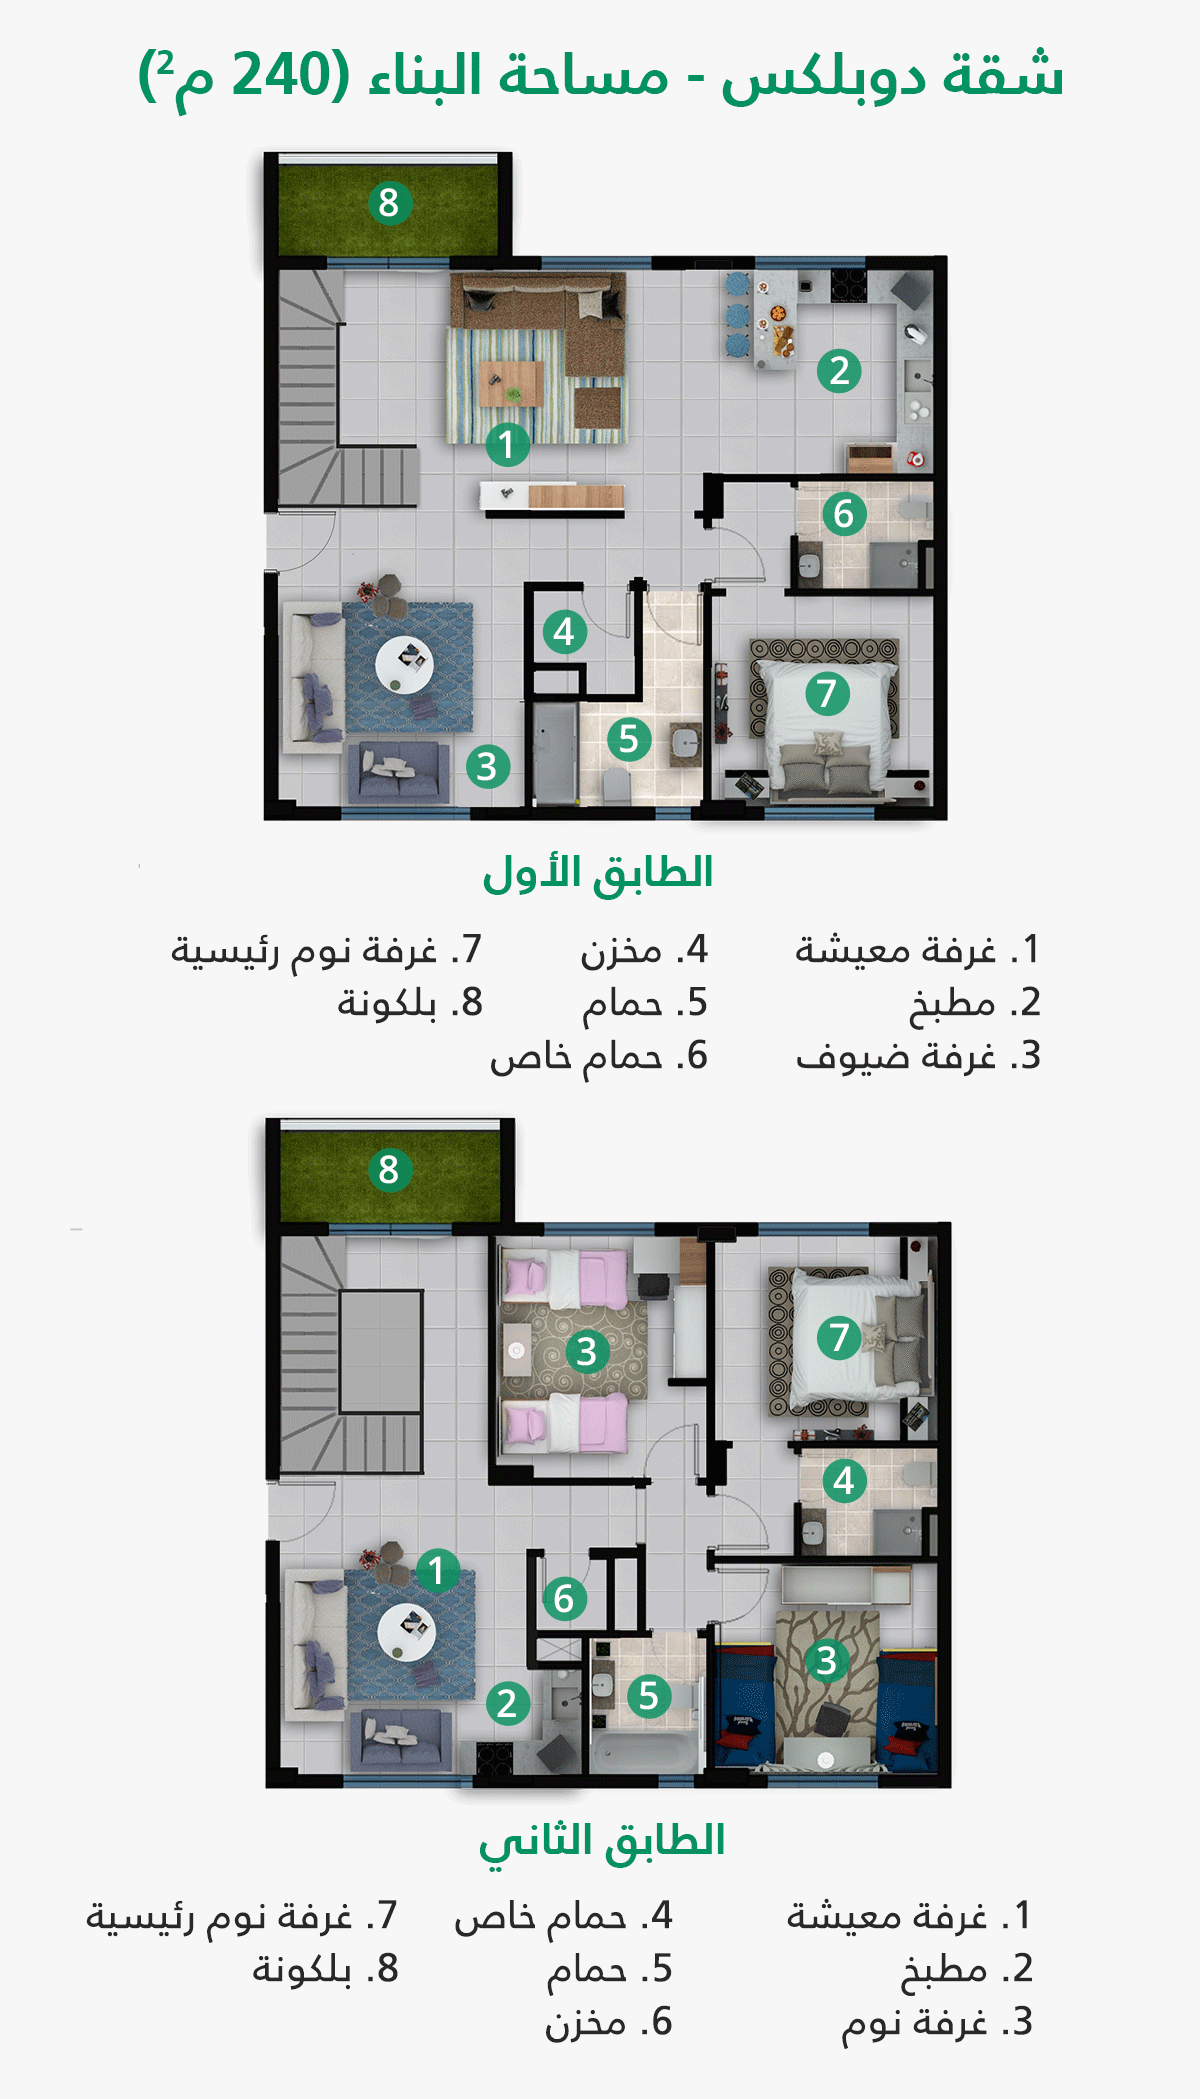 شقة دوبلكس - مساحة البناء (240 م²)
8
1
2
6
4
7
5
3
الطابق الأول
1. غرفة معيشة
2. مطبخ
3. غرفة ضيوف
4. مخزن
5. حمام
6. حمام خاص
7. غرفة نوم رئيسية
8. بلكونة
8
3
7
4
1
6
3
5
2
الطابق الثاني
1. غرفة معيشة
2. مطبخ
3. غرفة نوم
4. حمام خاص
5. حمام
6. مخزن
7. غرفة نوم رئيسية
8. بلكونة